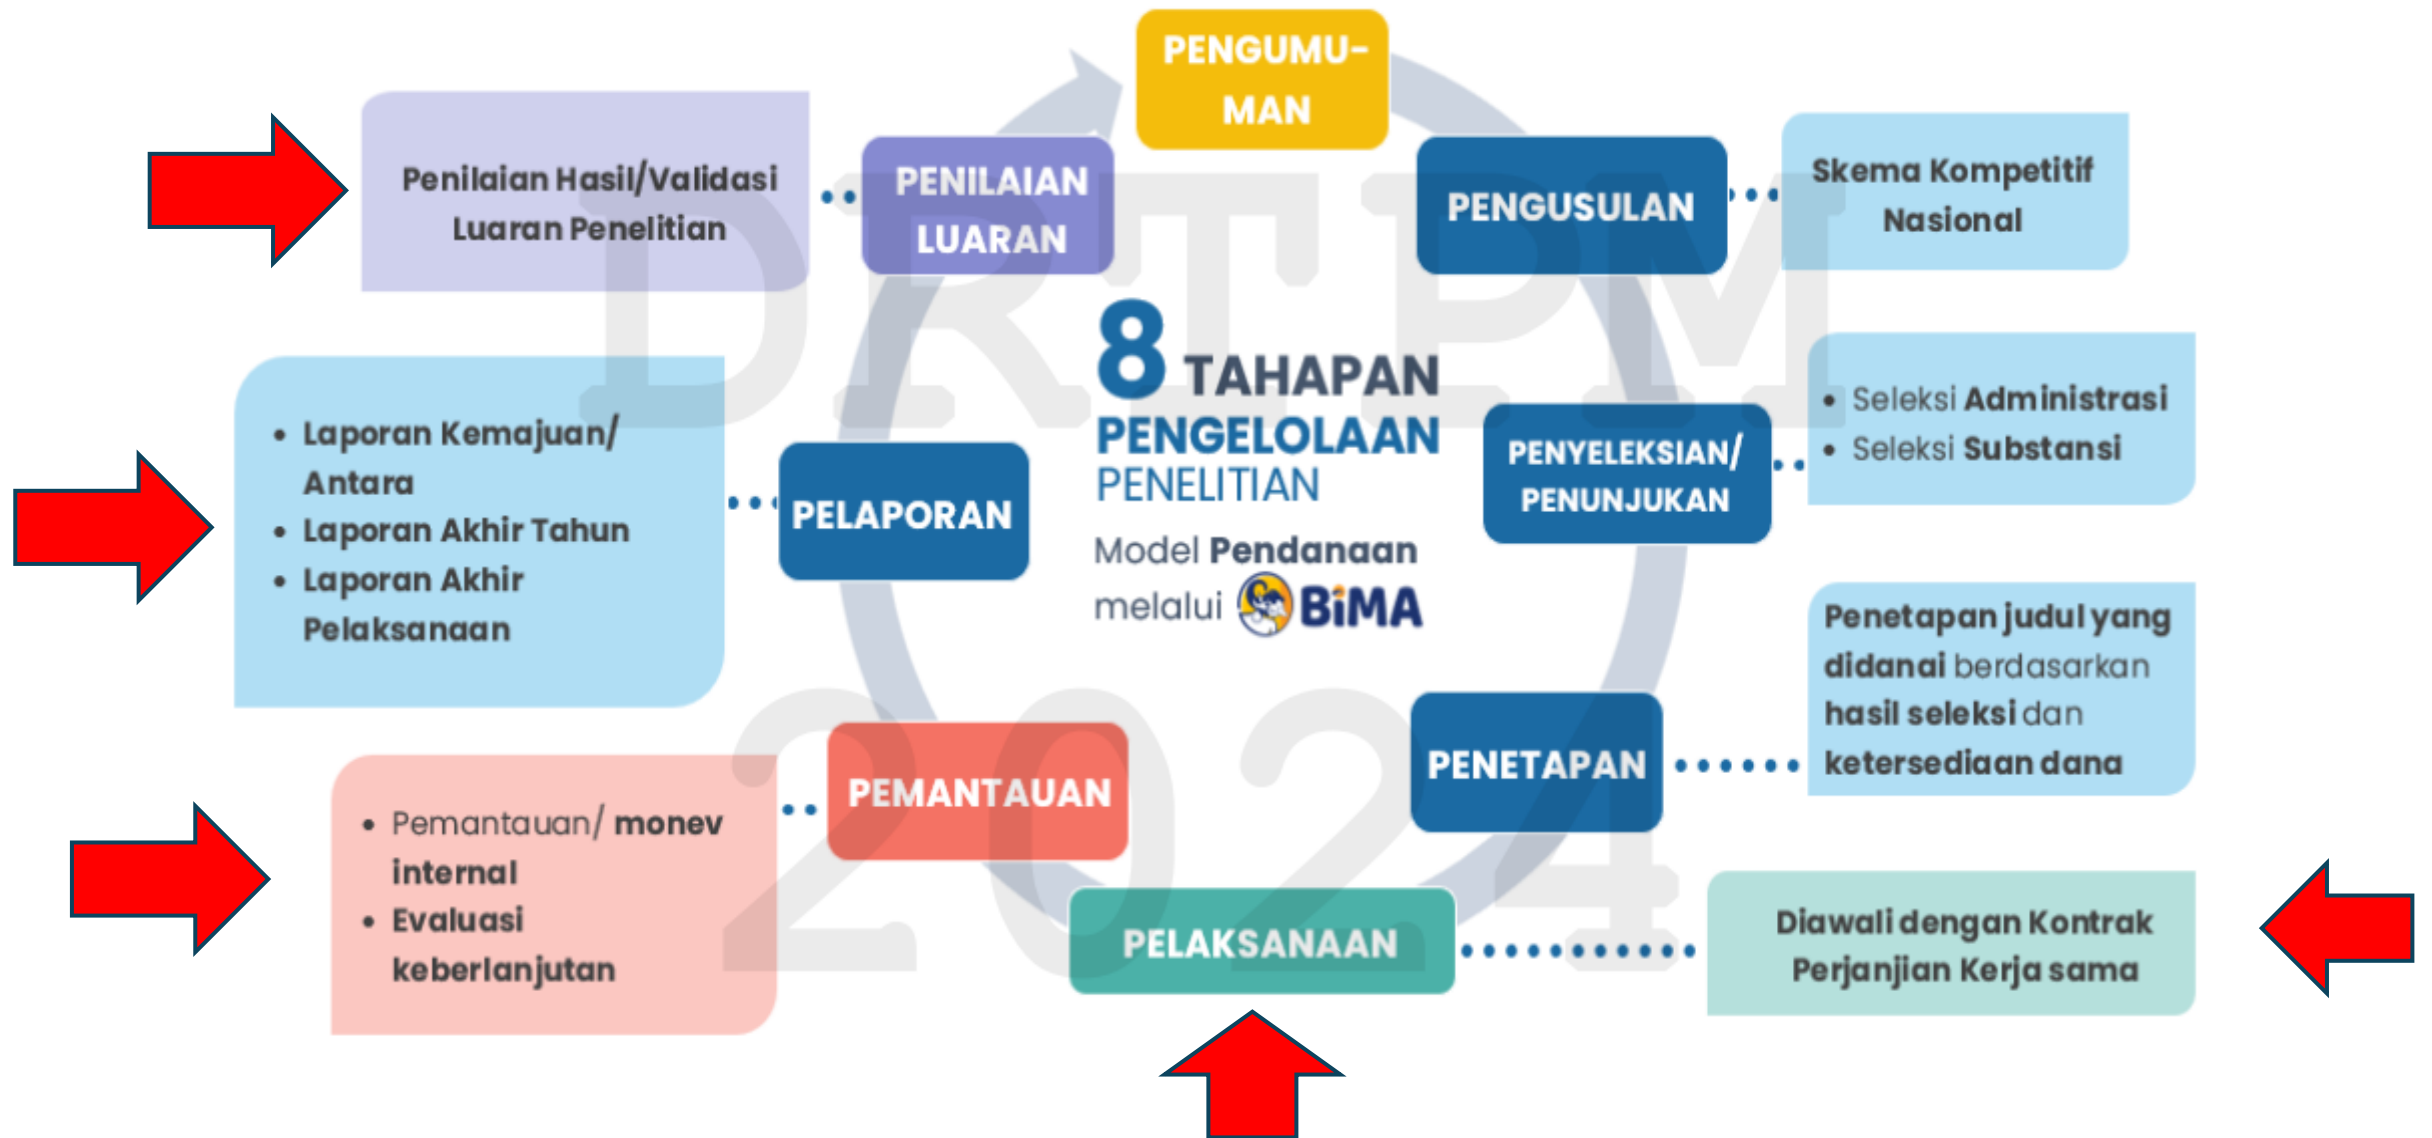 PENGUMU-
MAN
PENGUSULAN
Skema Kompetitif
Nasional
PENYELEKSIAN/
PENUNJUKAN
• Seleksi Administrasi
• Seleksi Substansi
PENETAPAN
Penetapan judul yang
didanai berdasarkan
hasil seleksi dan
ketersediaan dana
PELAKSANAAN
Diawali dengan Kontrak
Perjanjian Kerja sama
PEMANTAUAN
• Pemantauan/ monev
internal
• Evaluasi
keberlanjutan
PELAPORAN
• Laporan Kemajuan/
Antara
• Laporan Akhir Tahun
• Laporan Akhir
Pelaksanaan
PENILAIAN
LUARAN
Penilaian Hasil/Validasi
Luaran Penelitian
8 TAHAPAN
PENGELOLAAN
PENELITIAN
Model Pendanaan
melalui BiMA
DRTPM
2024